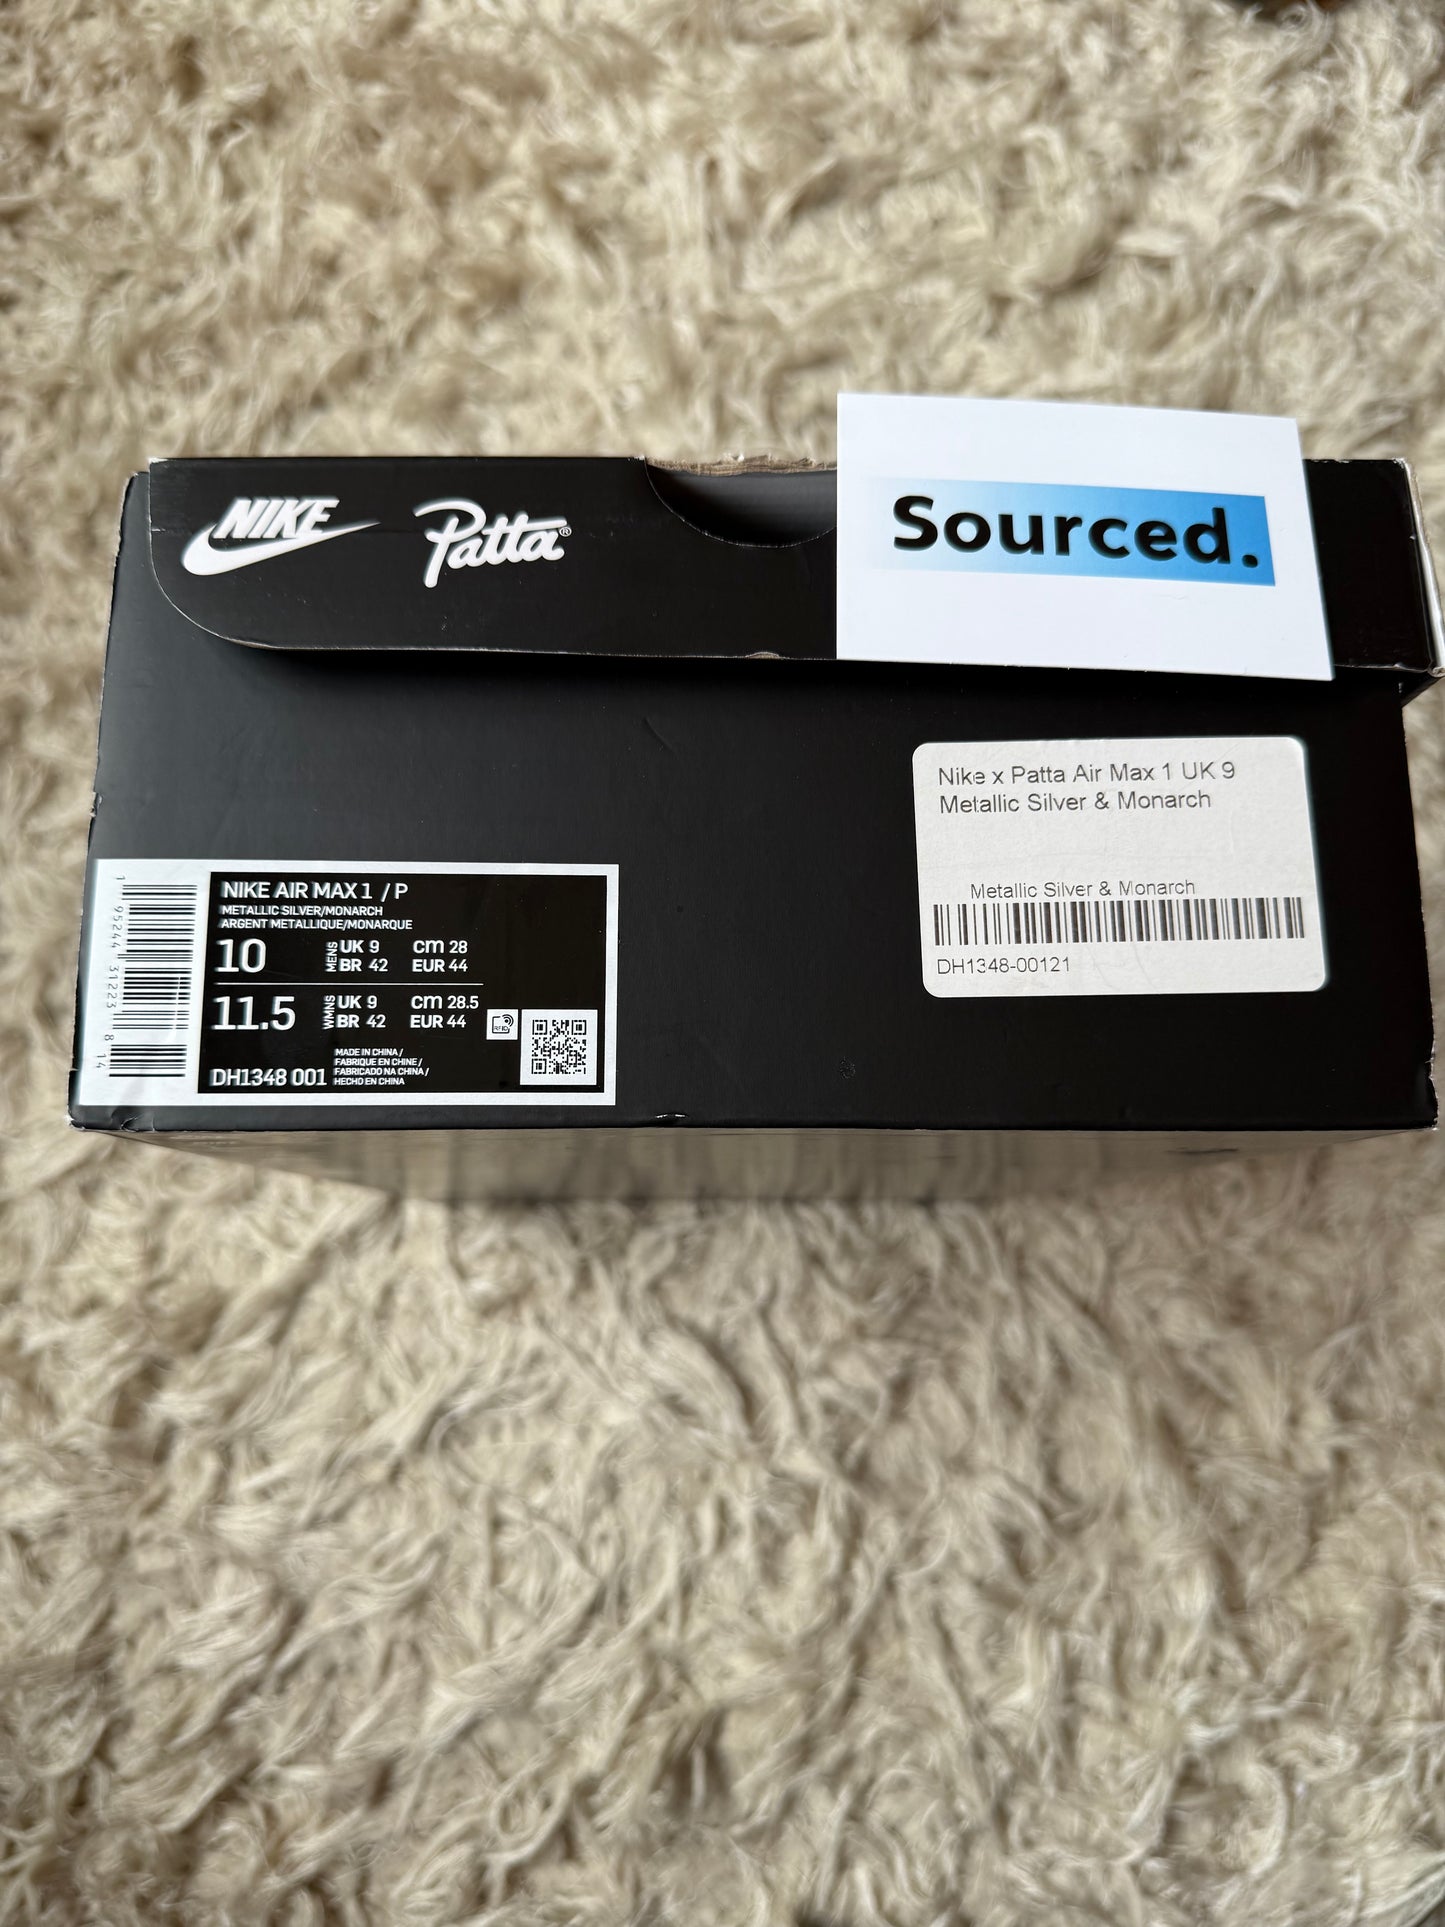 NIKE Patta®
Sourced.
Nike x Patta Air Max 1 UK 9
Metallic Silver & Monarch
Metallic Silver & Monarch
DH1348-00121
1 95244 31223 8 14
NIKE AIR MAX 1 / P
METALLIC SILVER/MONARCH
ARGENT METALLIQUE/MONARQUE
10 MENS UK 9 CM 28
BR 42 EUR 44
11.5 WMNS UK 9 CM 28.5
BR 42 EUR 44
RFID
MADE IN CHINA /
FABRIQUE EN CHINE /
FABRICADO NA CHINA /
HECHO EN CHINA
DH1348 001